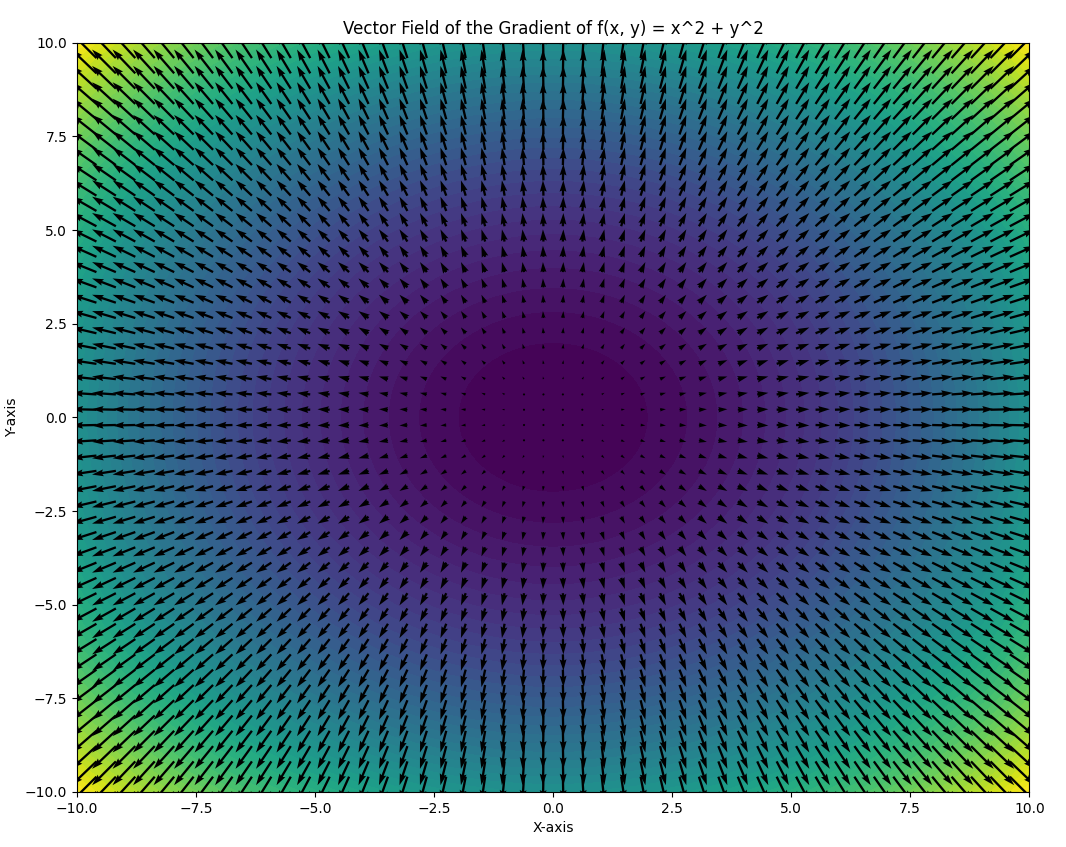 Vector Field of the Gradient of f(x, y) = x^2 + y^2
10.0
7.5
5.0
2.5
0.0
−2.5
−5.0
−7.5
−10.0
Y-axis
−10.0 −7.5 −5.0 −2.5 0.0 2.5 5.0 7.5 10.0
X-axis